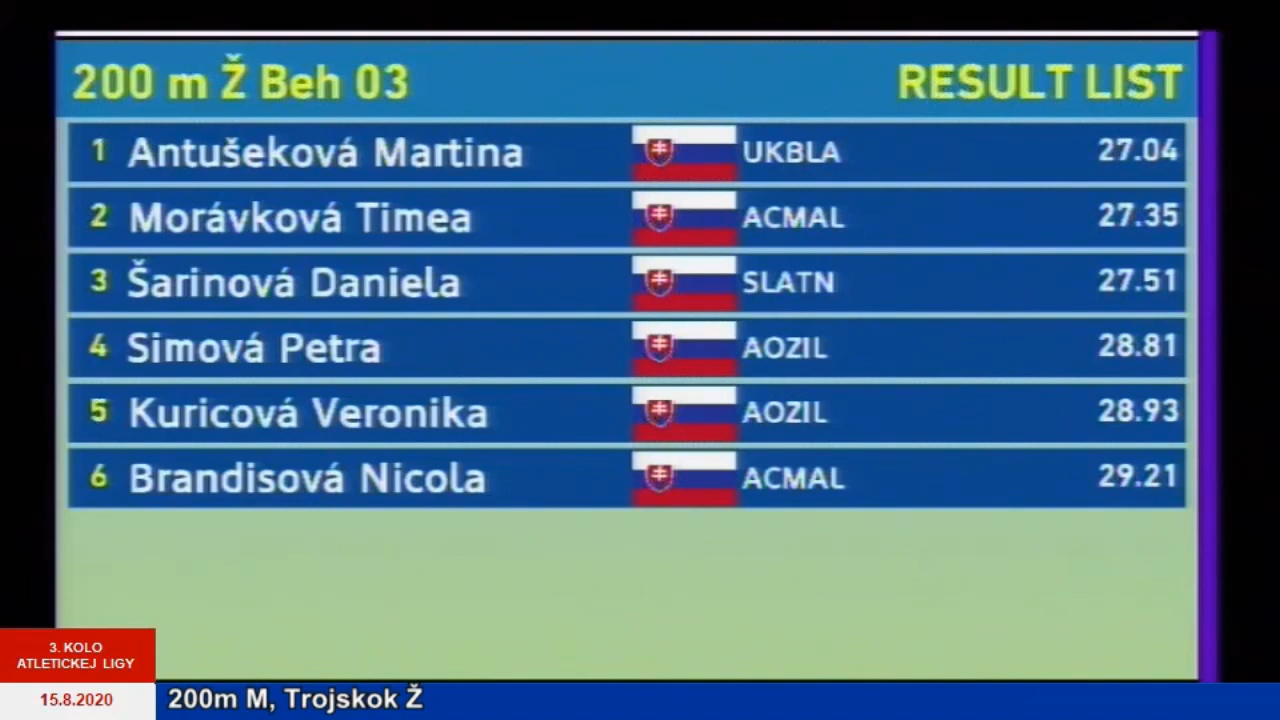 200 m Ž Beh 03 RESULT LIST
1 Antušeková Martina UKBLA 27.04
2 Morávková Timea ACMAL 27.35
3 Šarinová Daniela SLATN 27.51
4 Simová Petra AOZIL 28.81
5 Kuricová Veronika AOZIL 28.93
6 Brandisová Nicola ACMAL 29.21
3. KOLO
ATLETICKEJ LIGY
15.8.2020
200m M, Trojskok Ž